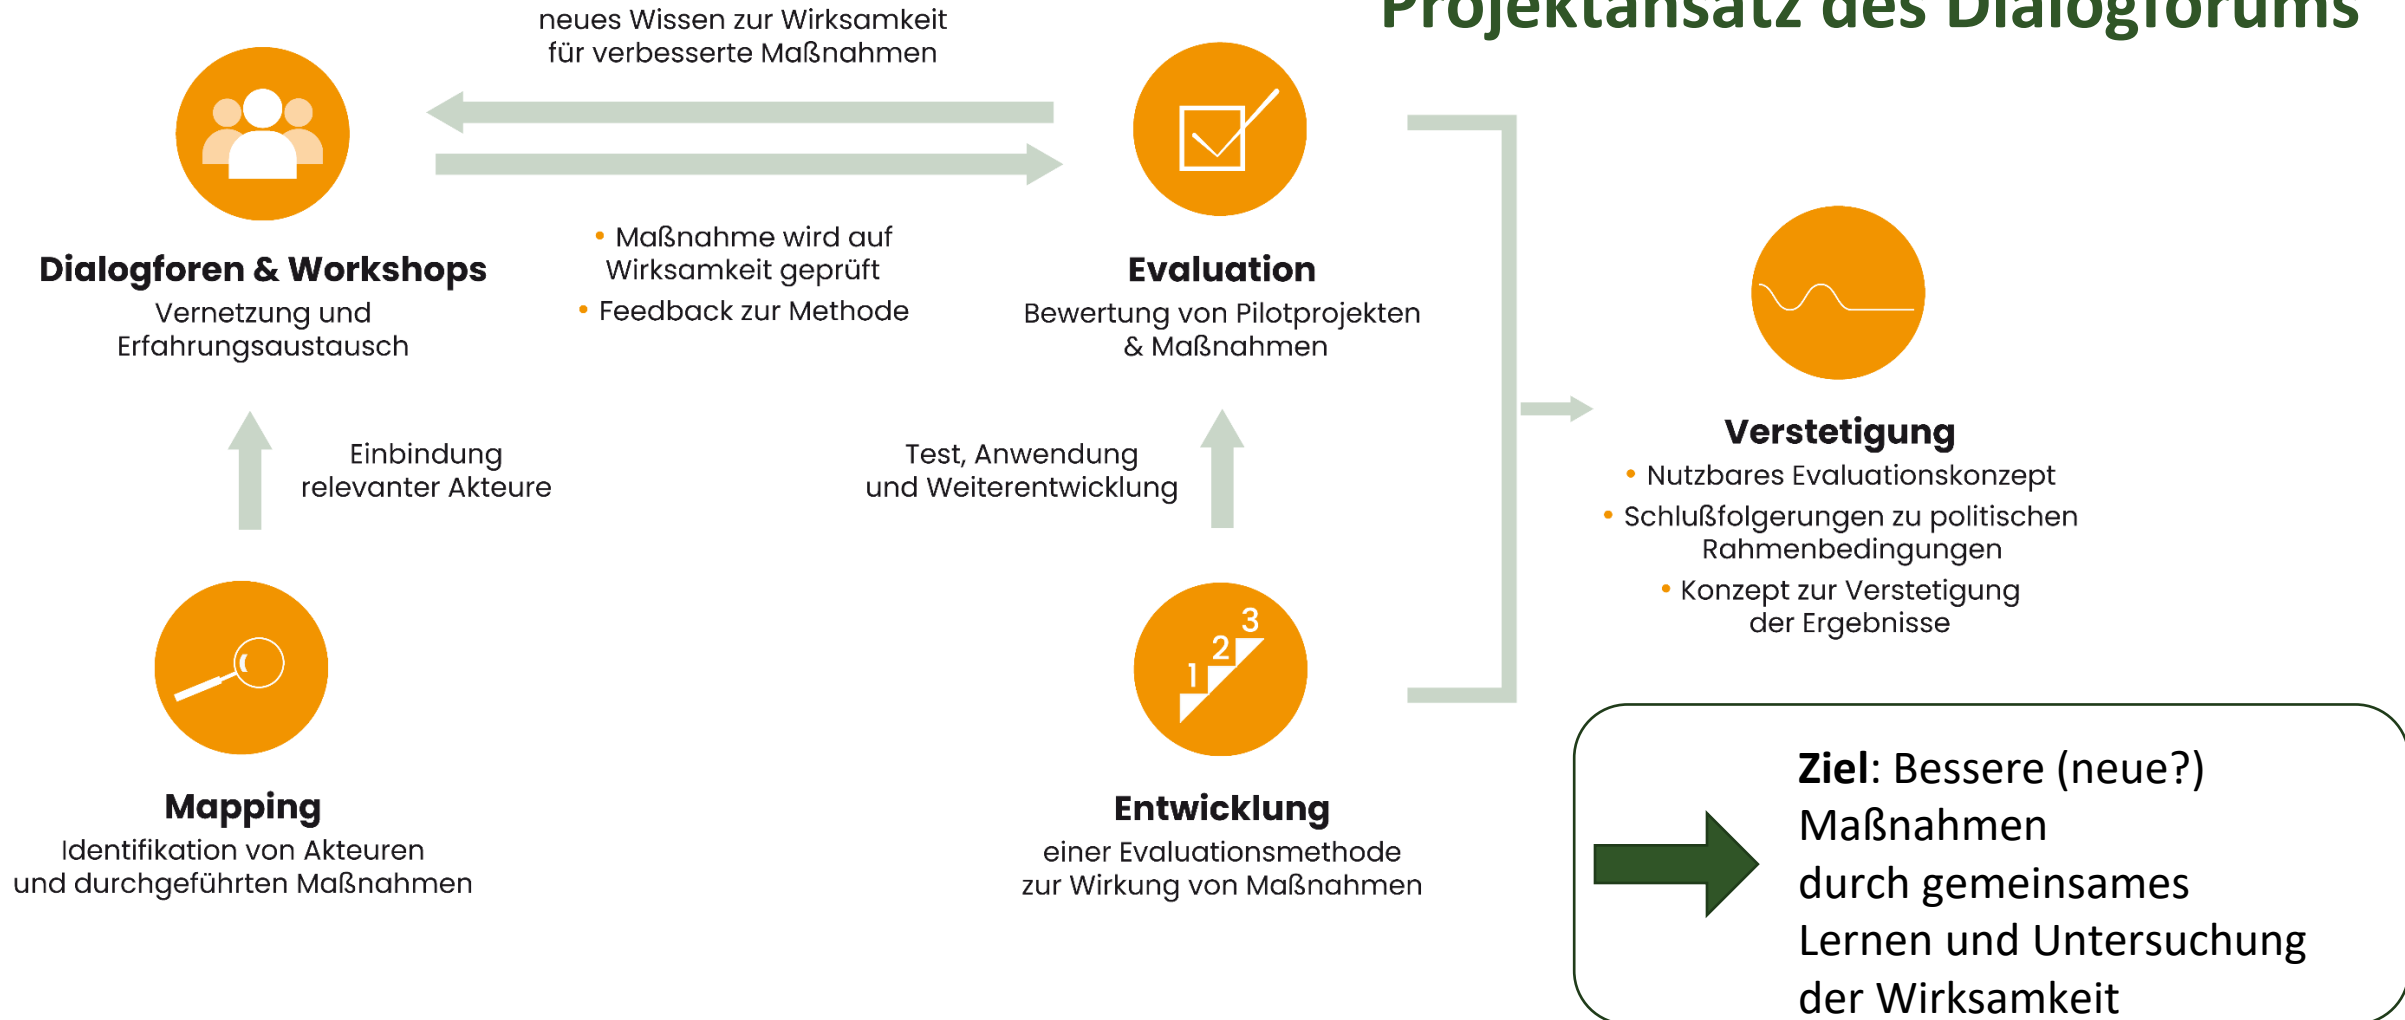 Projektansatz des Dialogforums
neues Wissen zur Wirksamkeit
für verbesserte Maßnahmen
Dialogforen & Workshops
Vernetzung und
Erfahrungsaustausch
• Maßnahme wird auf
Wirksamkeit geprüft
• Feedback zur Methode
Evaluation
Bewertung von Pilotprojekten
& Maßnahmen
Einbindung
relevanter Akteure
Test, Anwendung
und Weiterentwicklung
Verstetigung
• Nutzbares Evaluationskonzept
• Schlußfolgerungen zu politischen
Rahmenbedingungen
• Konzept zur Verstetigung
der Ergebnisse
Mapping
Identifikation von Akteuren
und durchgeführten Maßnahmen
1 2 3
Entwicklung
einer Evaluationsmethode
zur Wirkung von Maßnahmen
Ziel: Bessere (neue?)
Maßnahmen
durch gemeinsames
Lernen und Untersuchung
der Wirksamkeit